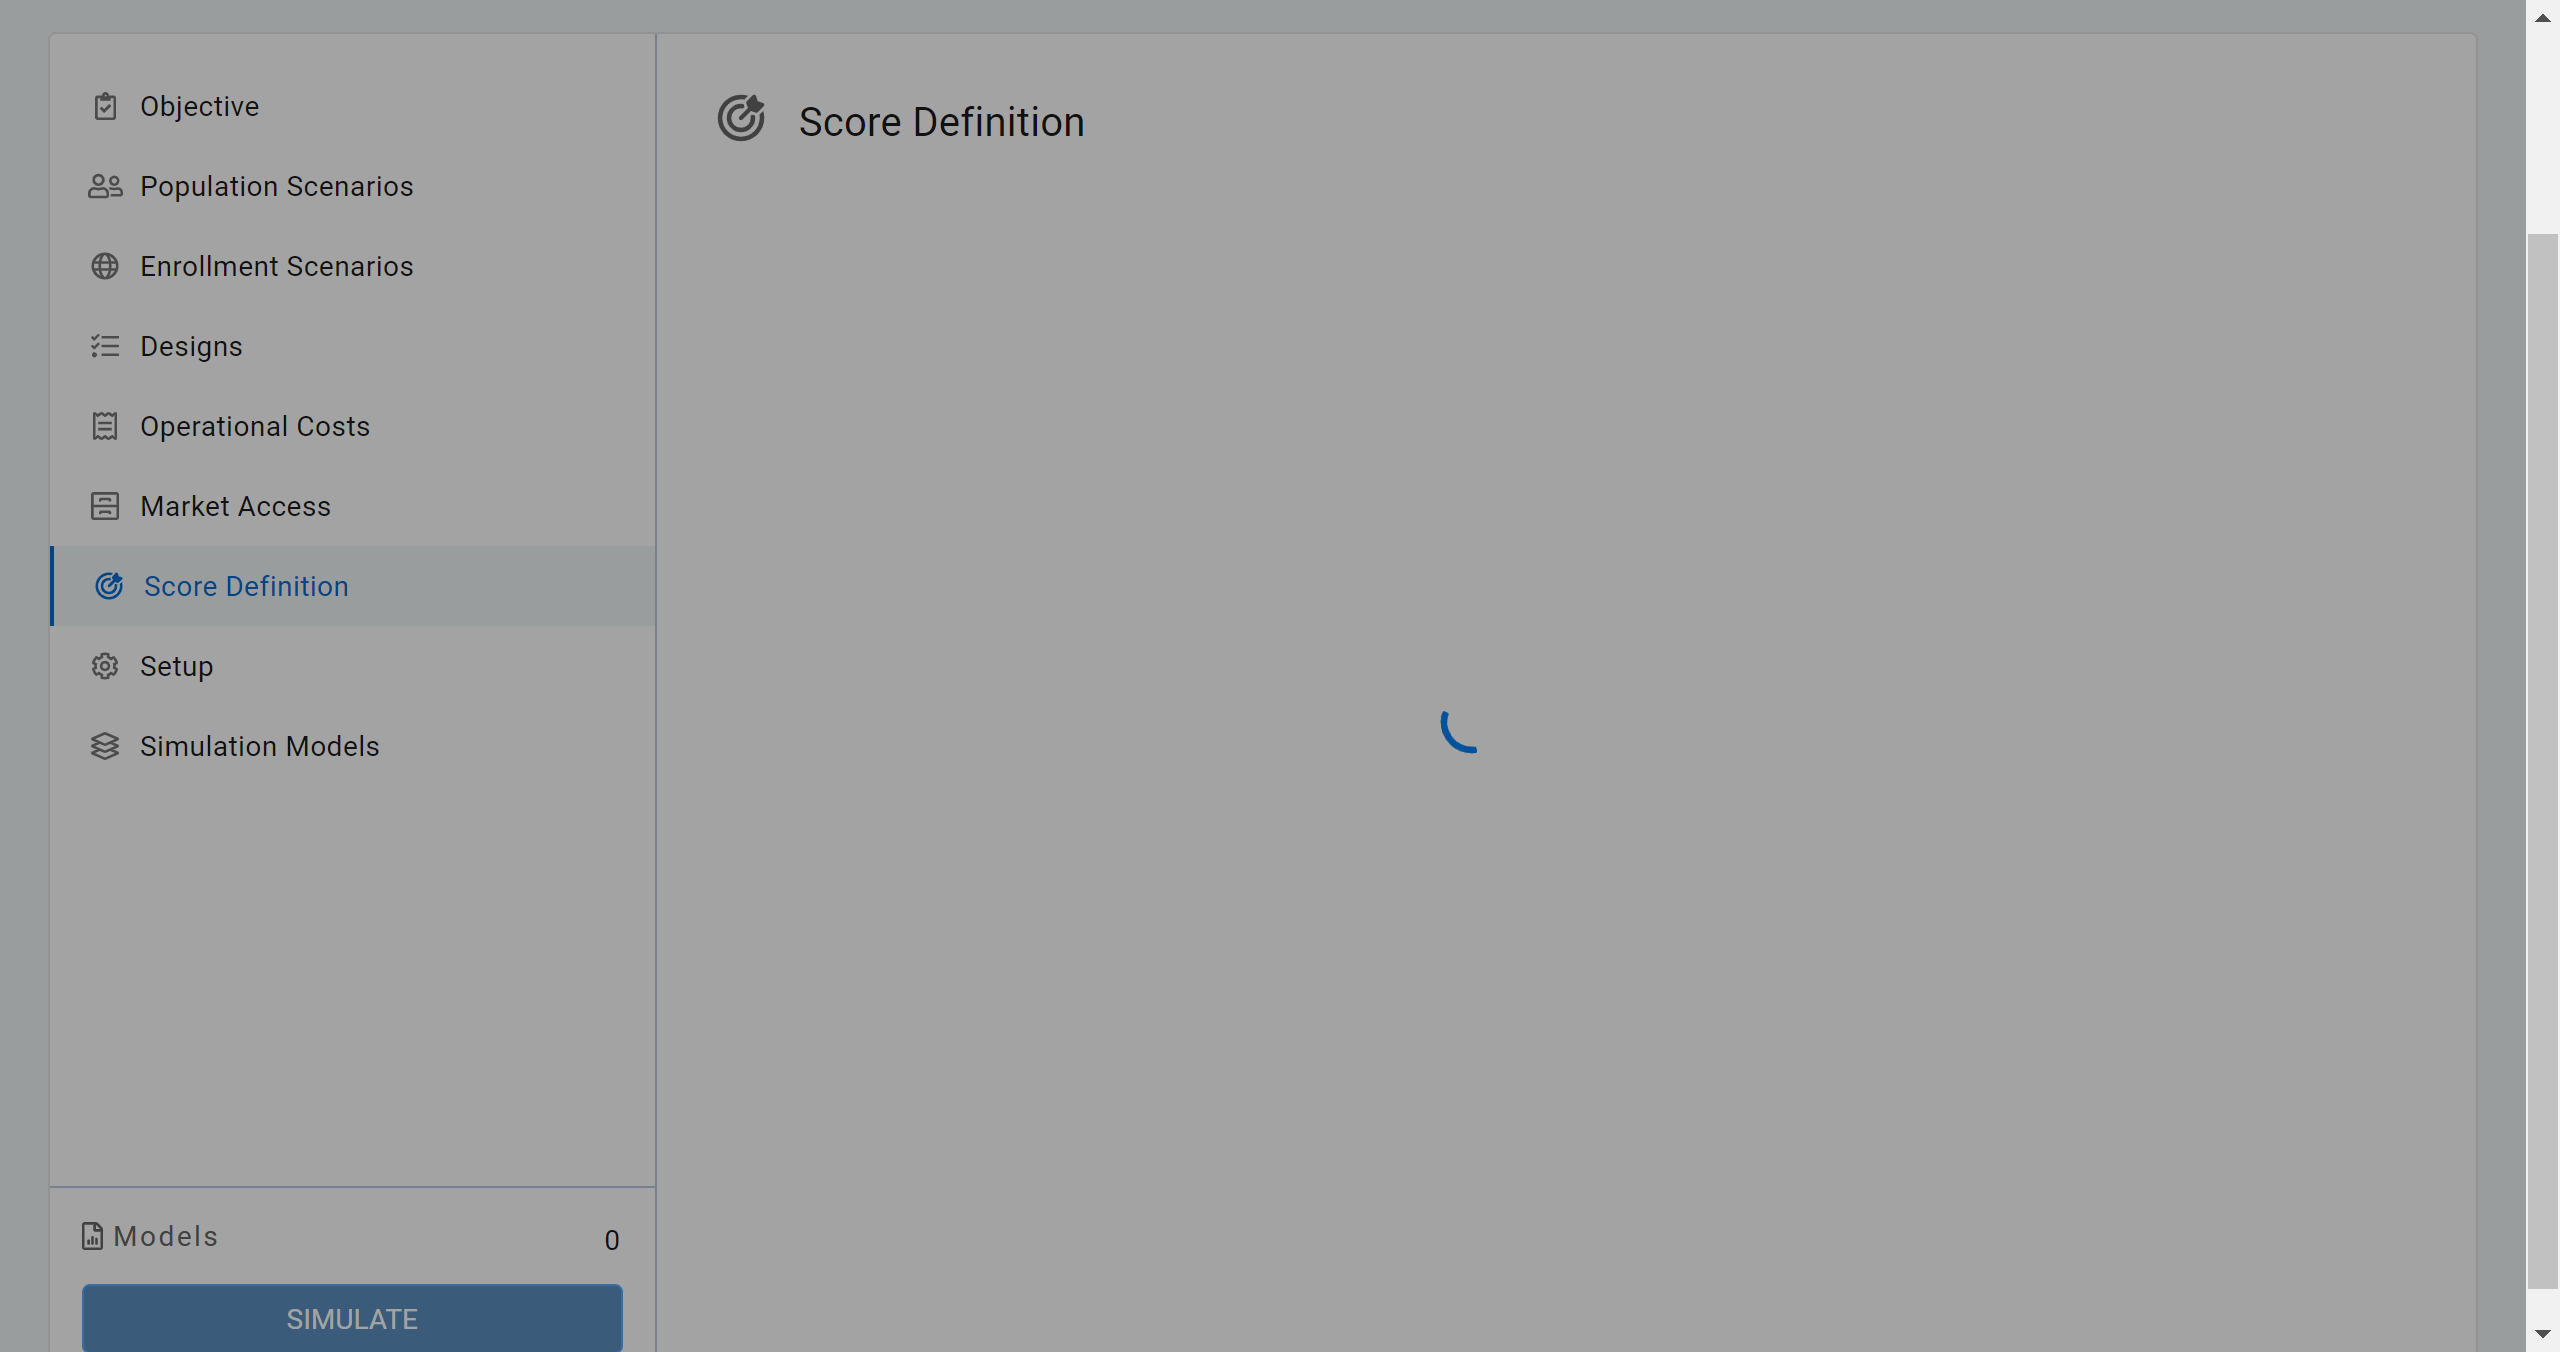 Objective
Population Scenarios
Enrollment Scenarios
Designs
Operational Costs
Market Access
Score Definition
Setup
Simulation Models
Models 0
SIMULATE
Score Definition